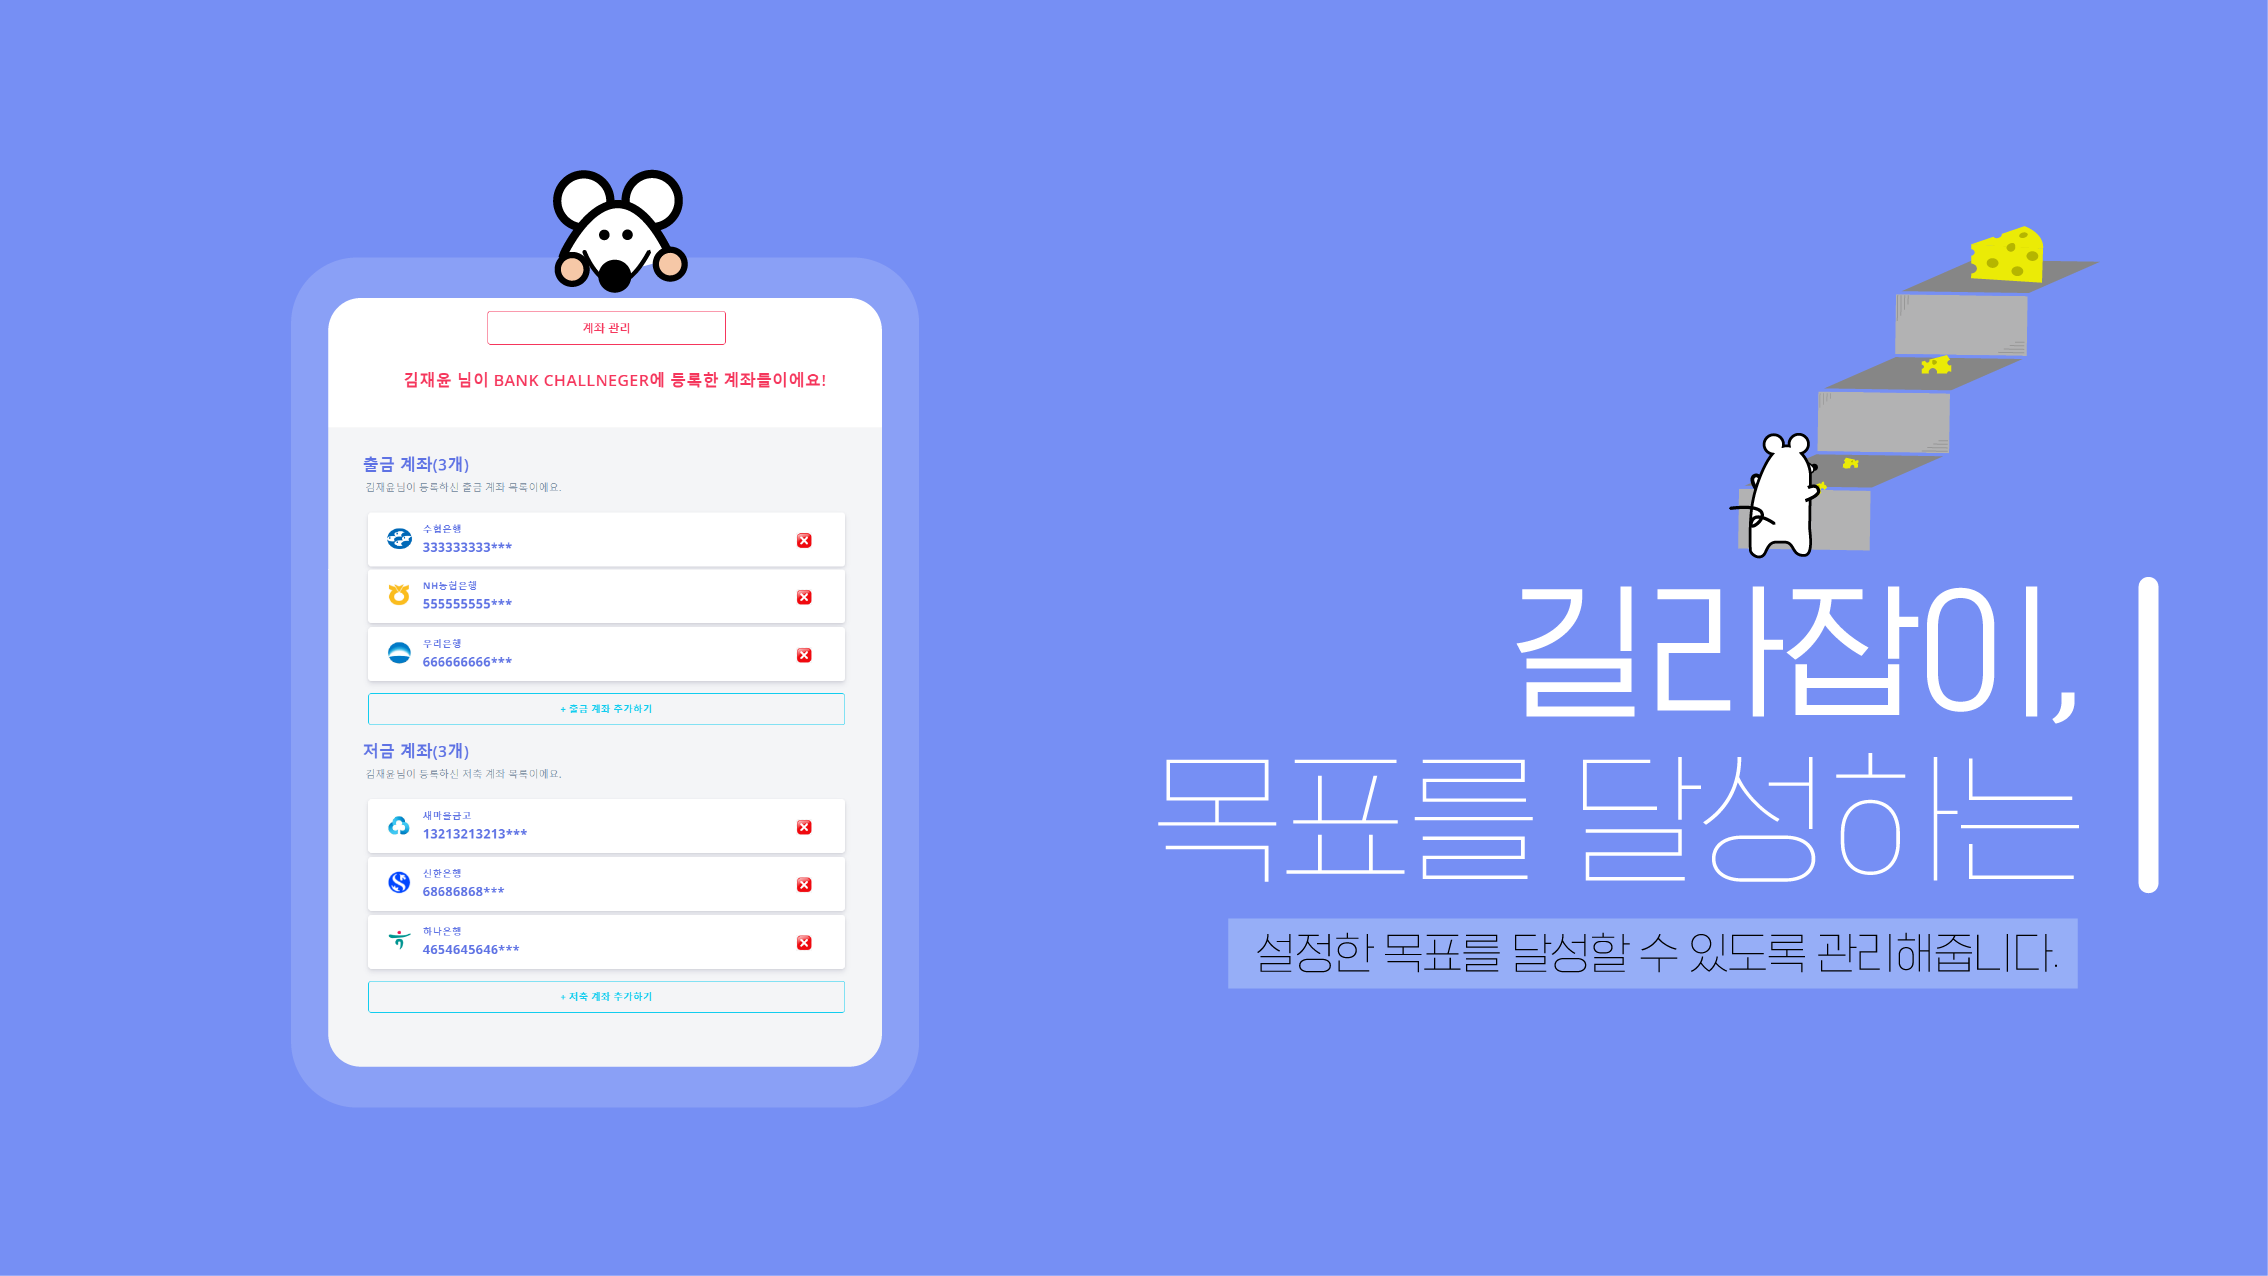 계좌 관리
김재윤 님이 BANK CHALLNEGER에 등록한 계좌들이에요!
출금 계좌(3개)
김재윤님이 등록하신 출금 계좌 목록이에요.
수협은행
333333333***
NH농협은행
555555555***
우리은행
666666666***
+ 출금 계좌 추가하기
저금 계좌(3개)
김재윤님이 등록하신 저축 계좌 목록이에요.
새마을금고
13213213213***
신한은행
68686868***
하나은행
4654645646***
+ 저축 계좌 추가하기
길라잡이,
목표를 달성하는
설정한 목표를 달성할 수 있도록 관리해줍니다.